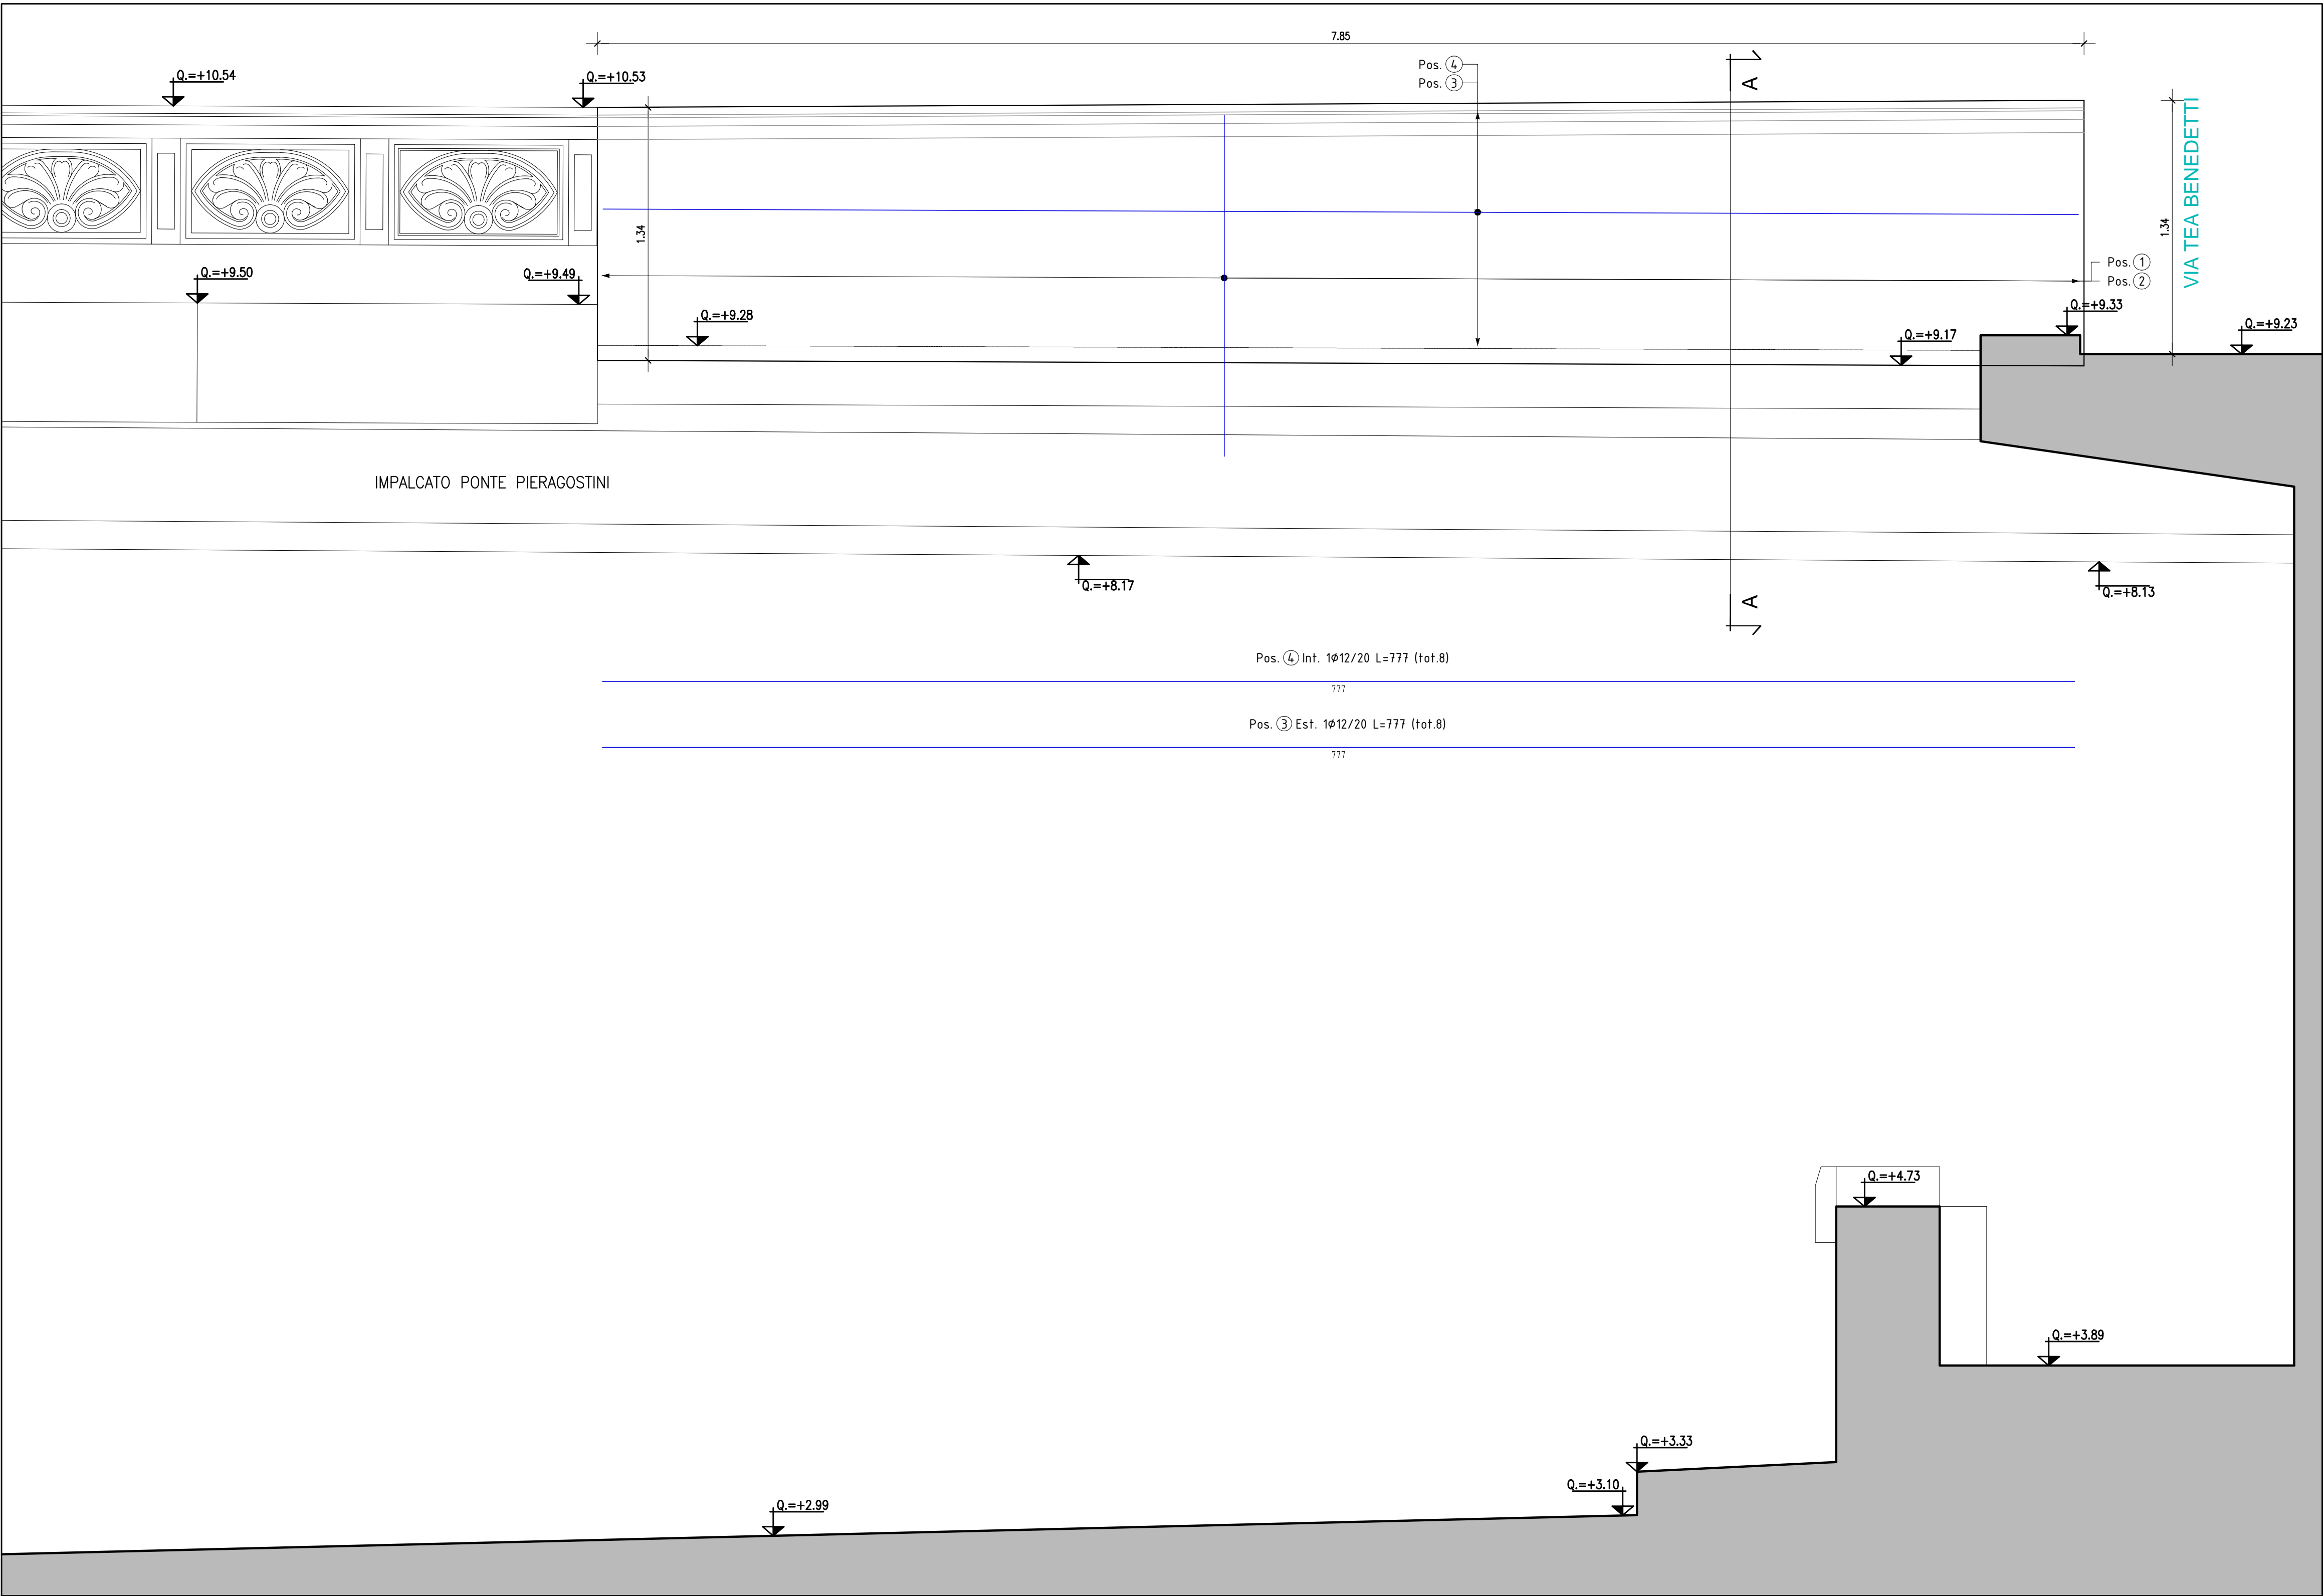 7.85
Q.=+10.54
Q.=+10.53
Pos. 4
Pos. 3
A
VIA TEA BENEDETTI
1.34
1.34
Q.=+9.50
Q.=+9.49
Pos. 1
Pos. 2
Q.=+9.28
Q.=+9.33
Q.=+9.17
Q.=+9.23
IMPALCATO PONTE PIERAGOSTINI
Q.=+8.17
Q.=+8.13
A
Pos. 4 Int. 1Ø12/20 L=777 (tot.8)
777
Pos. 3 Est. 1Ø12/20 L=777 (tot.8)
777
Q.=+4.73
Q.=+3.89
Q.=+3.33
Q.=+3.10
Q.=+2.99